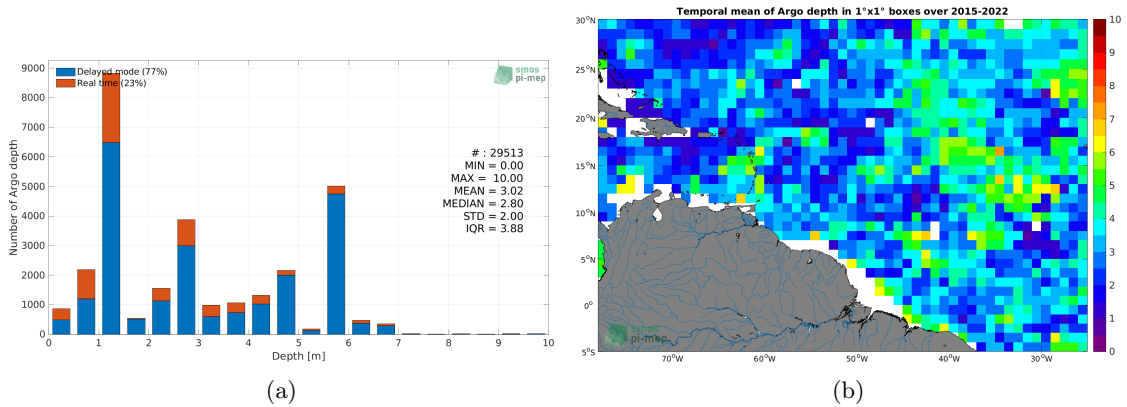 Delayed mode (77%)
Real time (23%)
smos
pi-mep
Number of Argo depth
9000
8000
7000
6000
5000
4000
3000
2000
1000
0
# : 29513
MIN = 0.00
MAX = 10.00
MEAN = 3.02
MEDIAN = 2.80
STD = 2.00
IQR = 3.88
0 1 2 3 4 5 6 7 8 9 10
Depth [m]
(a)
Temporal mean of Argo depth in 1°x1° boxes over 2015-2022
30°N
25°N
20°N
15°N
10°N
5°N
0°
5°S
70°W 60°W 50°W 40°W 30°W
smos
pi-mep
10
9
8
7
6
5
4
3
2
1
0
(b)